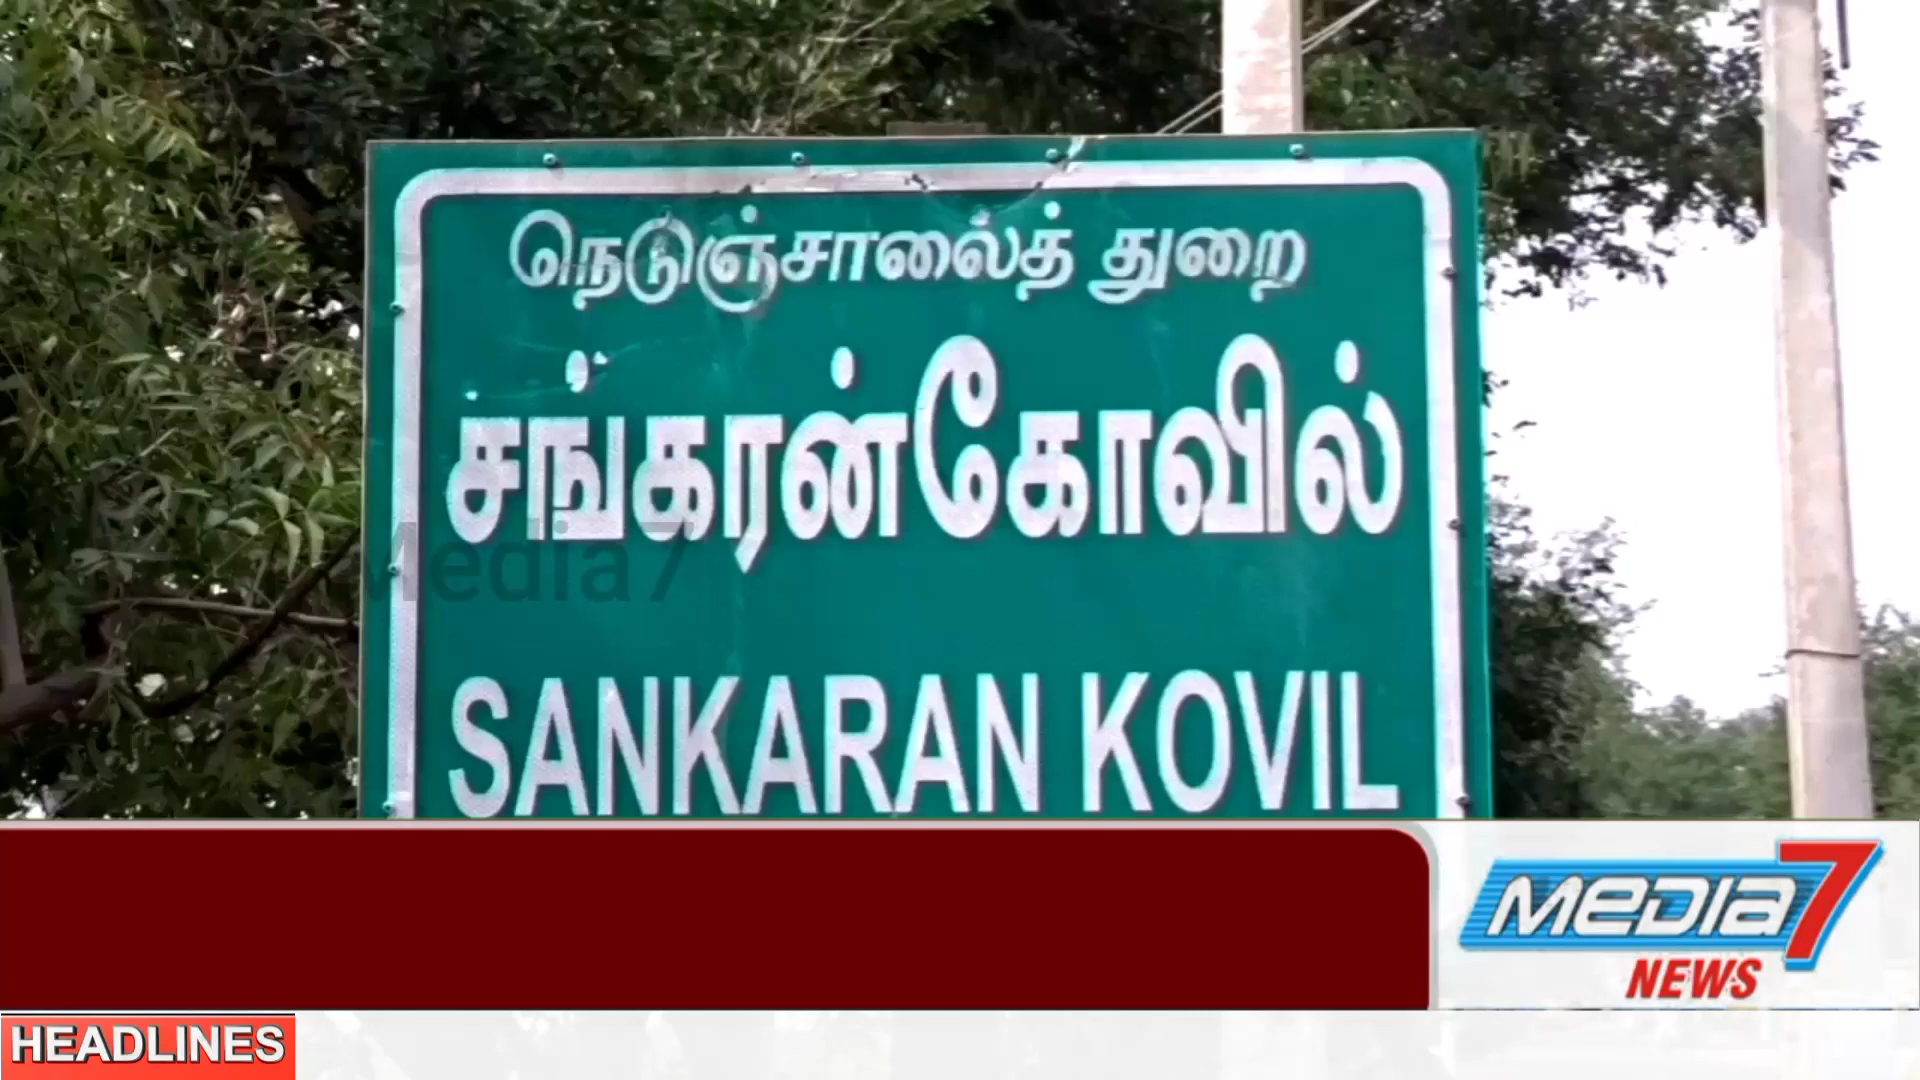 நெடுஞ்சாலைத் துறை
சங்கரன்கோவில்
Media7
SANKARAN KOVIL
MEDIA7
NEWS
HEADLINES